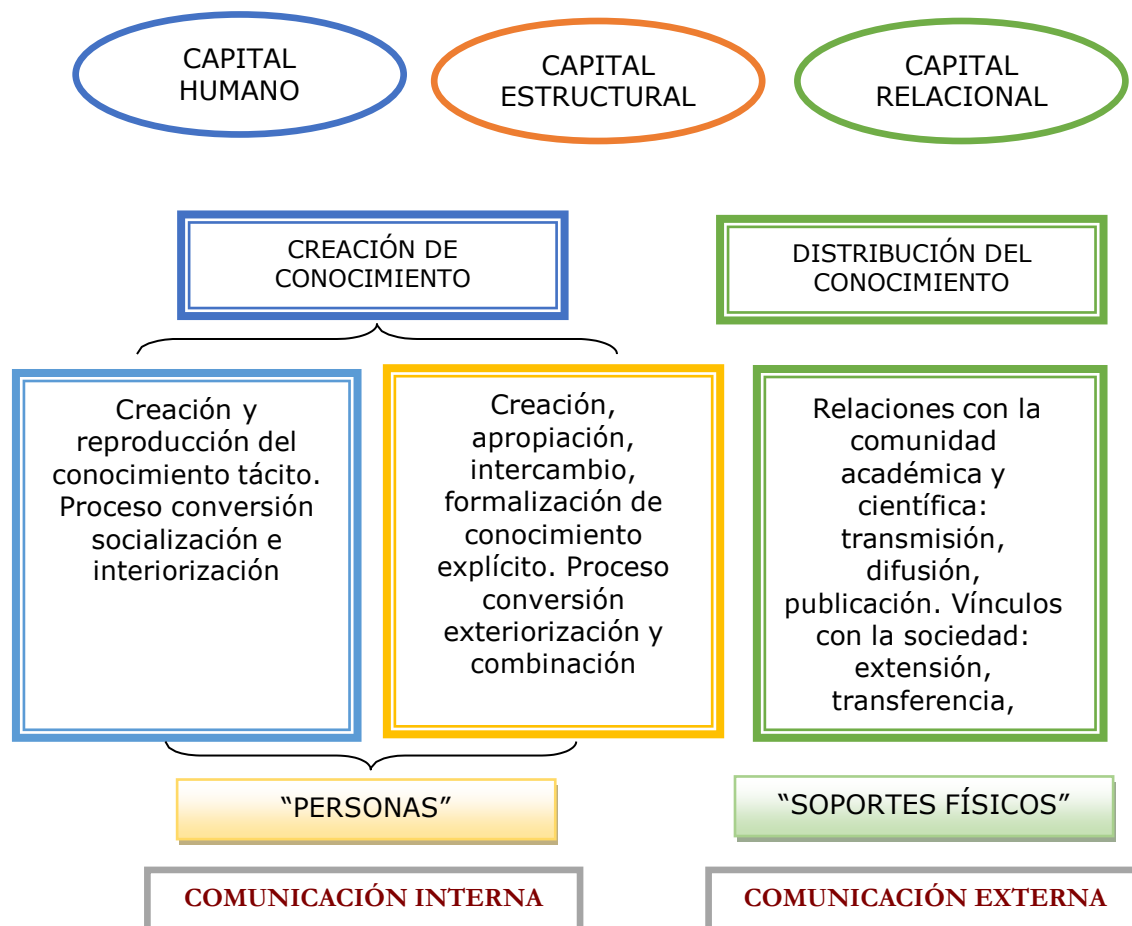 CAPITAL
HUMANO
CAPITAL
ESTRUCTURAL
CAPITAL
RELACIONAL
CREACIÓN DE
CONOCIMIENTO
DISTRIBUCIÓN DEL
CONOCIMIENTO
Creación y
reproducción del
conocimiento tácito.
Proceso conversión
socialización e
interiorización
Creación,
apropiación,
intercambio,
formalización de
conocimiento
explícito. Proceso
conversión
exteriorización y
combinación
Relaciones con la
comunidad
académica y
científica:
transmisión,
difusión,
publicación. Vínculos
con la sociedad:
extensión,
transferencia,
“PERSONAS”
“SOPORTES FÍSICOS”
COMUNICACIÓN INTERNA
COMUNICACIÓN EXTERNA